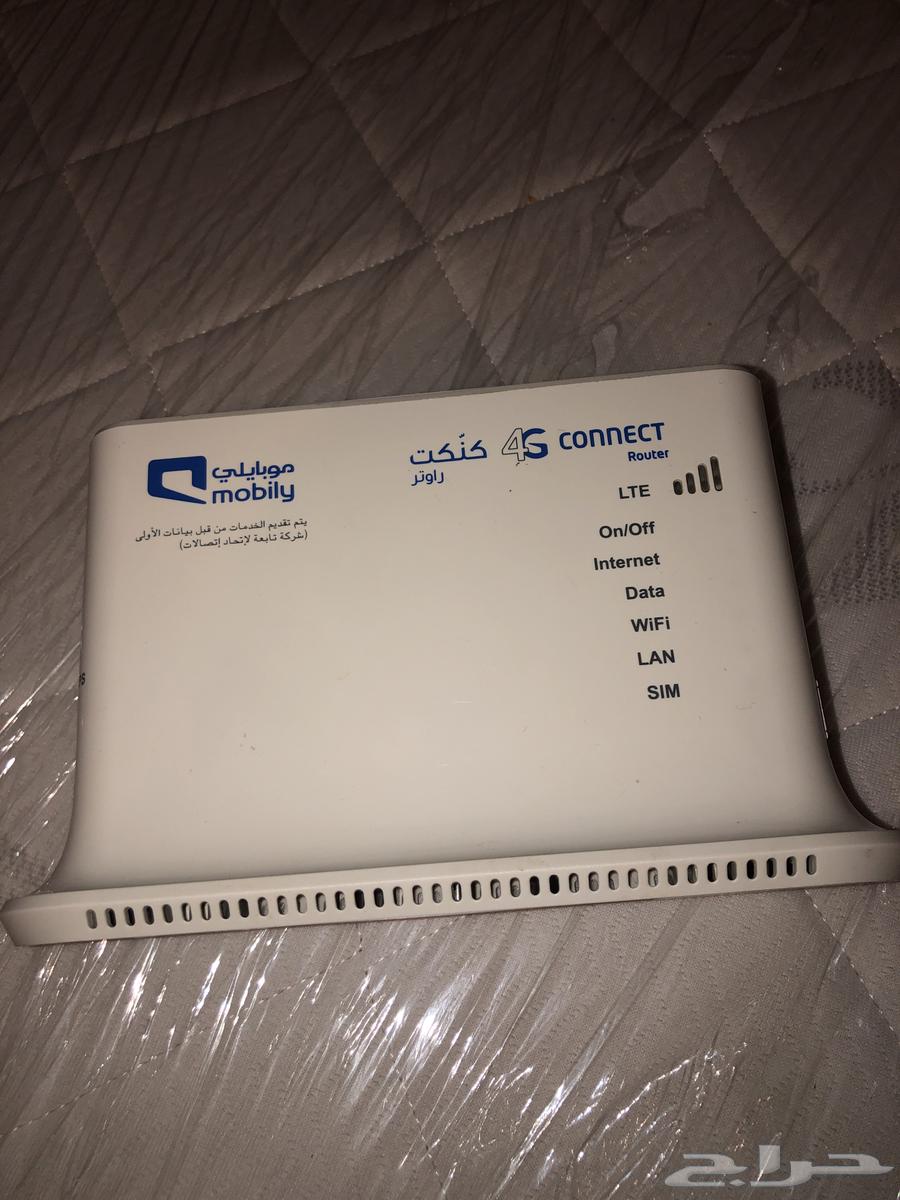 موبايلي
mobily
يتم تقديم الخدمات من قبل بيانات الأولى
(شركة تابعة لإتحاد إتصالات)
كنّكت 4G CONNECT
راوتر Router
LTE
On/Off
Internet
Data
WiFi
LAN
SIM
حراج